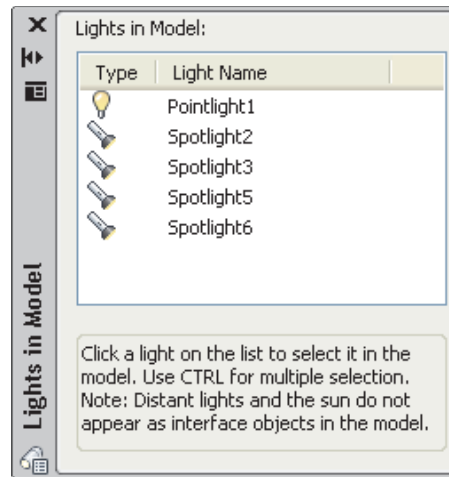 Lights in Model:
Type Light Name
Pointlight1
Spotlight2
Spotlight3
Spotlight5
Spotlight6
Click a light on the list to select it in the
model. Use CTRL for multiple selection.
Note: Distant lights and the sun do not
appear as interface objects in the model.
Lights in Model